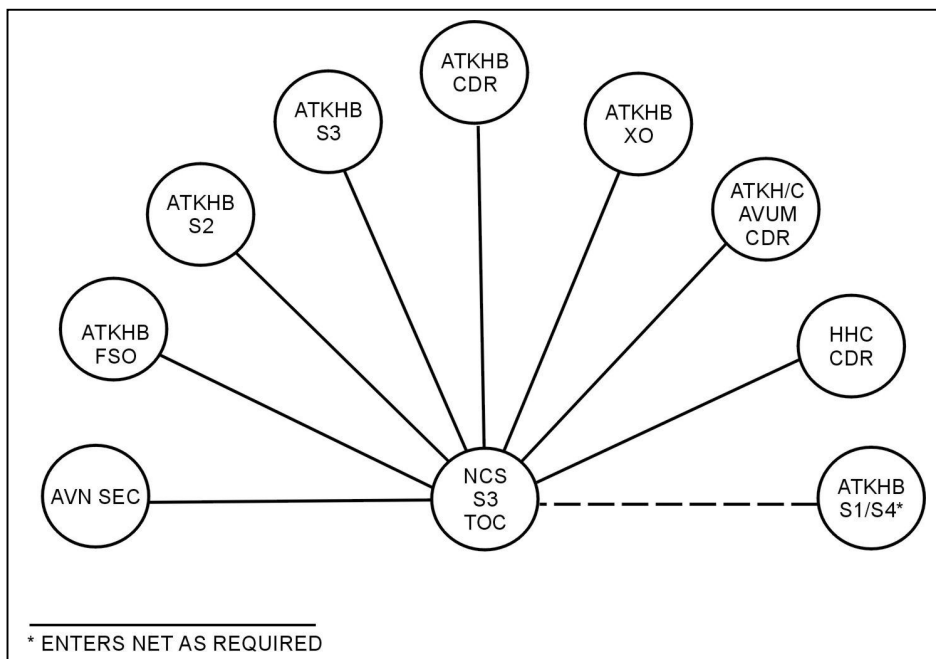 ATKHB
CDR
ATKHB
S3
ATKHB
XO
ATKHB
S2
ATKH/C
AVUM
CDR
ATKHB
FSO
HHC
CDR
AVN SEC
NCS
S3
TOC
ATKHB
S1/S4*
* ENTERS NET AS REQUIRED